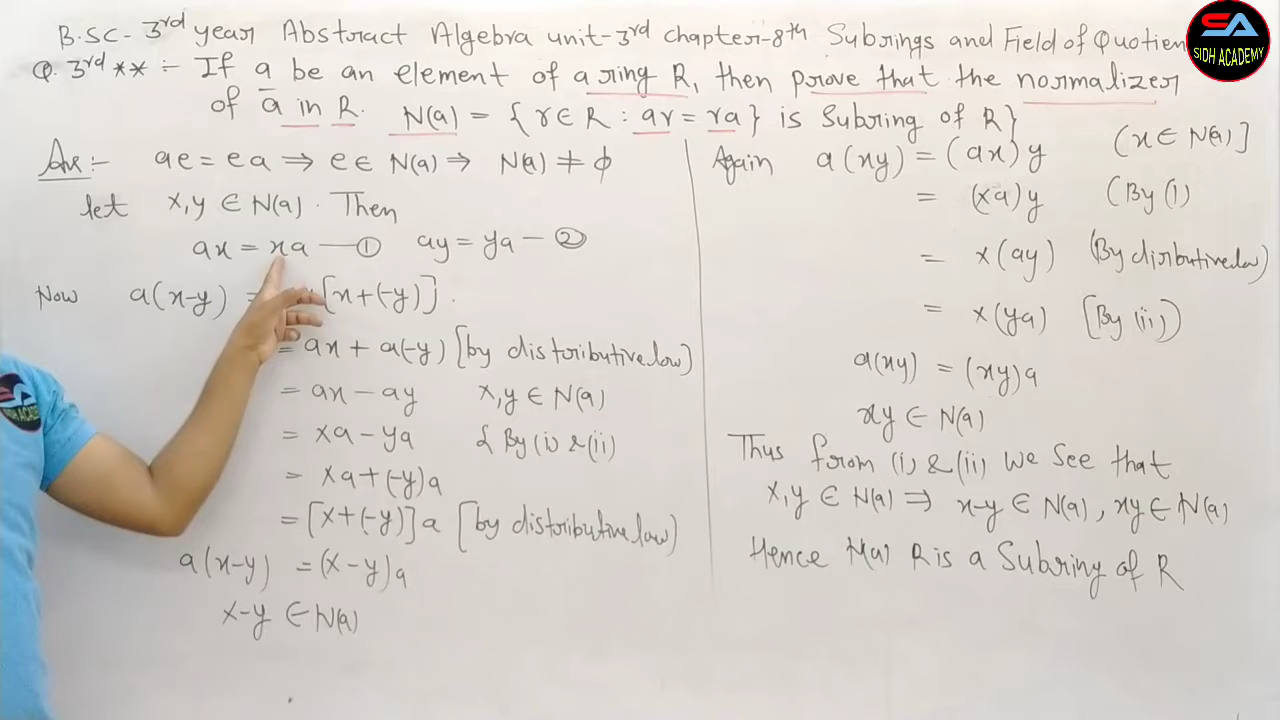 B.SC- 3rd year Abstract Algebra unit-3rd chapter-8th Subrings and Field of Quotien
SA
SIDH ACADEMY
Q. 3rd ** :- If a be an element of a ring R, then prove that the normalizer
of a in R. N(a) = { r∈R : ar = ra } is Subring of R}
Ans :- ae = ea ⇒ e ∈ N(a) ⇒ N(a) ≠ ϕ
let x,y ∈ N(a). Then
ax = xa — ① ay = ya — ②
Now a(x-y) = [x+(-y)].
= ax + a(-y) [by distributive low)
= ax - ay x,y ∈ N(a)
= xa - ya { By (i) & (ii)
= xa + (-y)a
= [x+(-y)] a [by distributive law)
a(x-y) = (x-y)a
x-y ∈ N(a)
Again a(xy) = (ax)y (x ∈ N(a)]
= (xa)y (By (1)
= x(ay) (By distributive law)
= x(ya) [By (ii))
a(xy) = (xy)a
xy ∈ N(a)
Thus from (i) & (ii) we see that
x,y ∈ N(a) ⇒ x-y ∈ N(a), xy ∈ N(a)
Hence N(a) R is a Subring of R
SIDH ACAD